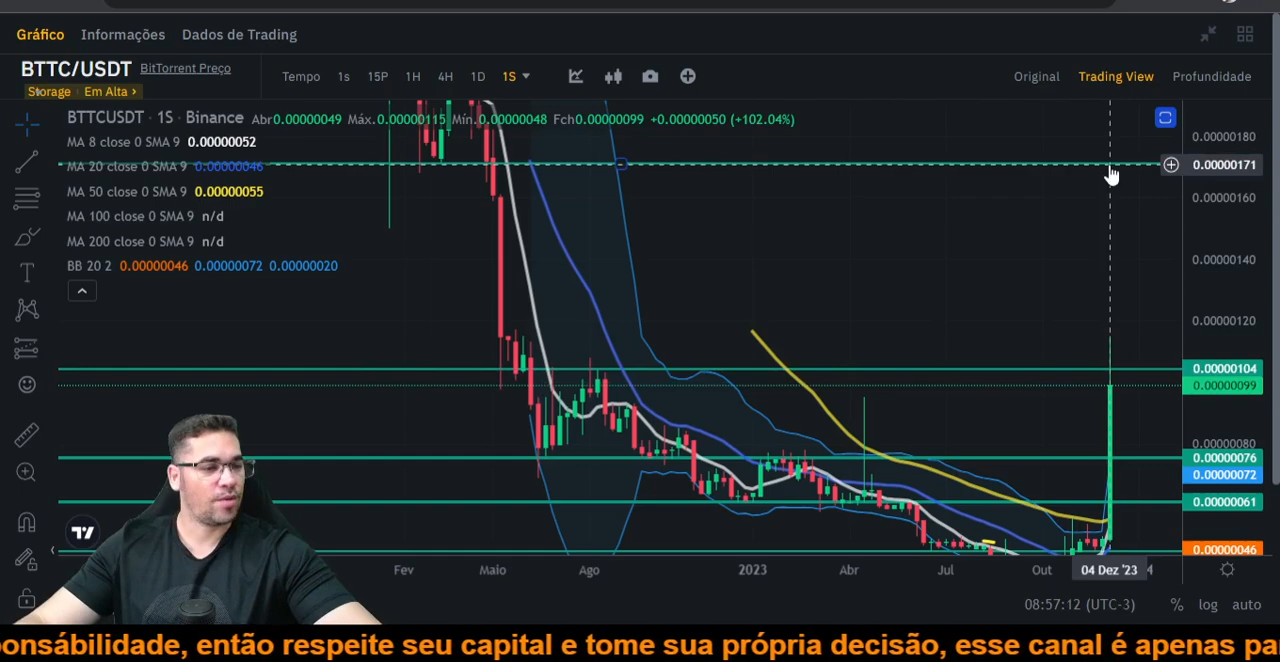 Gráfico Informações Dados de Trading
BTTC/USDT BitTorrent Preço
Storage · Em Alta >
Tempo 1s 15P 1H 4H 1D 1S
Original Trading View Profundidade
BTTCUSDT · 1S · Binance Abr0.00000049 Máx.0.00000115 Mín.0.00000048 Fch0.00000099 +0.00000050 (+102.04%)
MA 8 close 0 SMA 9 0.00000052
MA 20 close 0 SMA 9 0.00000046
MA 50 close 0 SMA 9 0.00000055
MA 100 close 0 SMA 9 n/d
MA 200 close 0 SMA 9 n/d
BB 20 2 0.00000046 0.00000072 0.00000020
0.00000180
0.00000171
0.00000160
0.00000140
0.00000120
0.00000104
0.00000099
0.00000080
0.00000076
0.00000072
0.00000061
0.00000046
Fev Maio Ago 2023 Abr Jul Out 04 Dez '23
08:57:12 (UTC-3) % log auto
onsábilidade, então respeite seu capital e tome sua própria decisão, esse canal é apenas pa